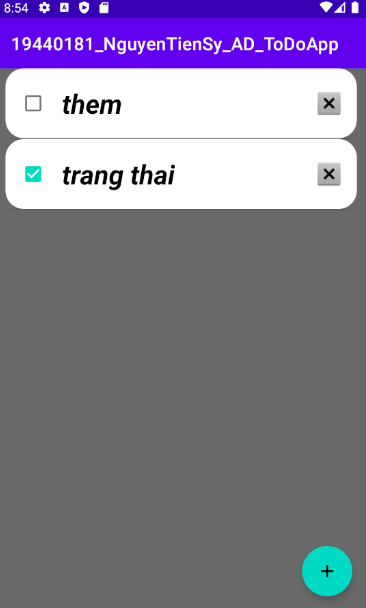 8:54
19440181_NguyenTienSy_AD_ToDoApp
them
trang thai